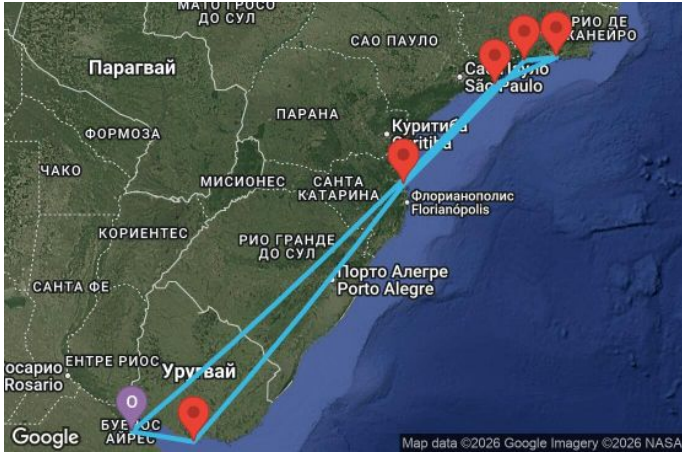 МАТО ГРОСО
ДО СУЛ
РИО ДЕ
САО ПАУЛО
Парагвай
São Paulo
ПАРАНА
ФОРМОЗА
Куритиба
ЧАКО
МИСИОНЕС
САНТА
КАТАРИНА
Флорианополис
Florianópolis
КОРИЕНТЕС
РИО ГРАНДЕ
ДО СУЛ
Порто Алегре
Porto Alegre
САНТА ФЕ
ЕНТРЕ РИОС
осарио
Rosario
Уругвай
O
АЙРЕС
Google
Map data ©2026 Google Imagery ©2026 NASA